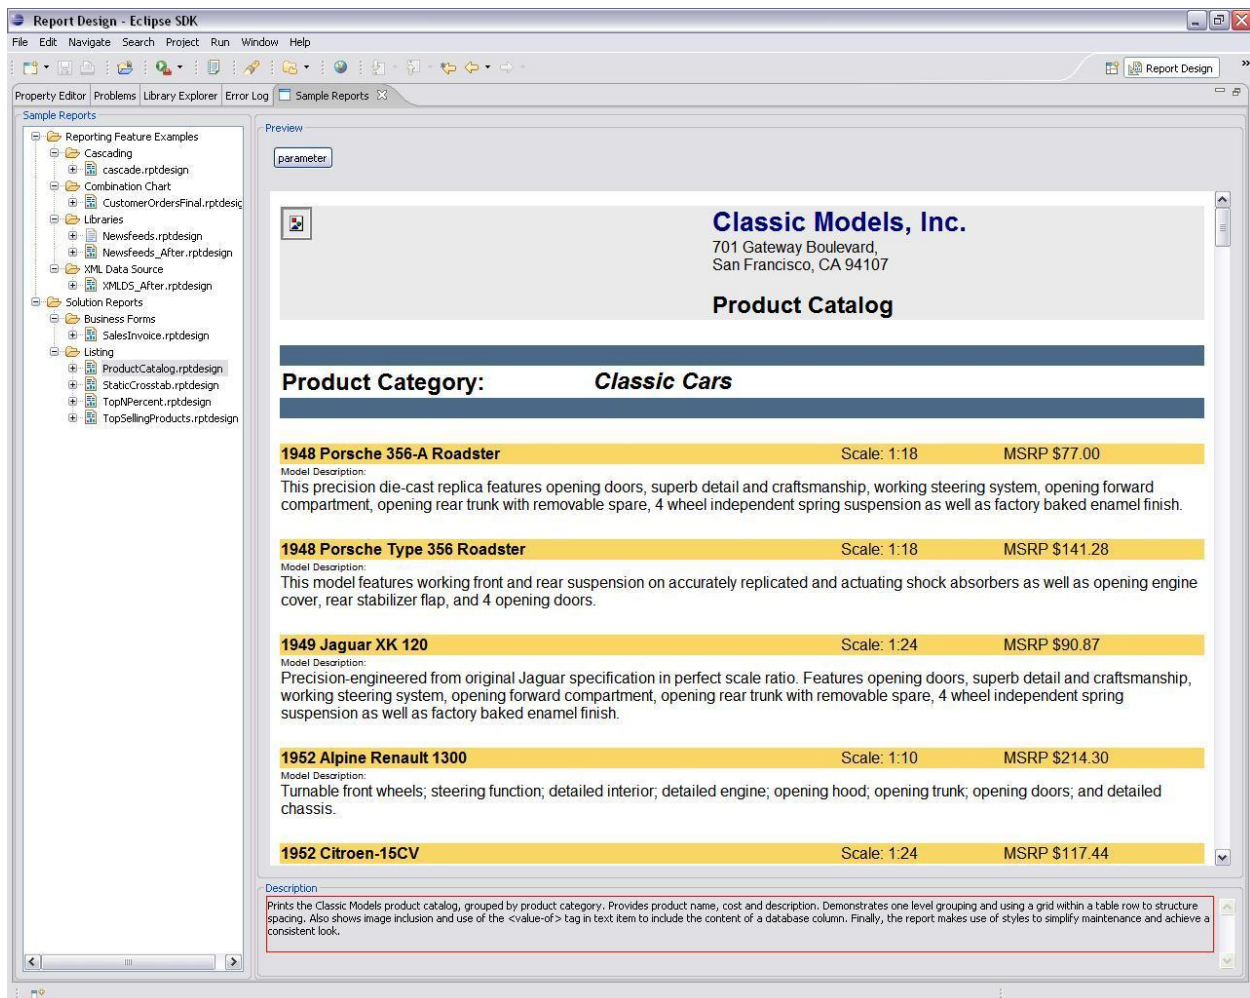 Report Design - Eclipse SDK
File Edit Navigate Search Project Run Window Help
Report Design
Property Editor Problems Library Explorer Error Log Sample Reports
Sample Reports
Reporting Feature Examples
Cascading
cascade.rptdesign
Combination Chart
CustomerOrdersFinal.rptdesig
Libraries
Newsfeeds.rptdesign
Newsfeeds_After.rptdesign
XML Data Source
XMLDS_After.rptdesign
Solution Reports
Business Forms
SalesInvoice.rptdesign
Listing
ProductCatalog.rptdesign
StaticCrosstab.rptdesign
TopNPercent.rptdesign
TopSellingProducts.rptdesign
Preview
parameter
Classic Models, Inc.
701 Gateway Boulevard,
San Francisco, CA 94107
Product Catalog
Product Category: Classic Cars
1948 Porsche 356-A Roadster Scale: 1:18 MSRP $77.00
Model Description:
This precision die-cast replica features opening doors, superb detail and craftsmanship, working steering system, opening forward
compartment, opening rear trunk with removable spare, 4 wheel independent spring suspension as well as factory baked enamel finish.
1948 Porsche Type 356 Roadster Scale: 1:18 MSRP $141.28
Model Description:
This model features working front and rear suspension on accurately replicated and actuating shock absorbers as well as opening engine
cover, rear stabilizer flap, and 4 opening doors.
1949 Jaguar XK 120 Scale: 1:24 MSRP $90.87
Model Description:
Precision-engineered from original Jaguar specification in perfect scale ratio. Features opening doors, superb detail and craftsmanship,
working steering system, opening forward compartment, opening rear trunk with removable spare, 4 wheel independent spring
suspension as well as factory baked enamel finish.
1952 Alpine Renault 1300 Scale: 1:10 MSRP $214.30
Model Description:
Turnable front wheels; steering function; detailed interior; detailed engine; opening hood; opening trunk; opening doors; and detailed
chassis.
1952 Citroen-15CV Scale: 1:24 MSRP $117.44
Description
Prints the Classic Models product catalog, grouped by product category. Provides product name, cost and description. Demonstrates one level grouping and using a grid within a table row to structure
spacing. Also shows image inclusion and use of the <value-of> tag in text item to include the content of a database column. Finally, the report makes use of styles to simplify maintenance and achieve a
consistent look.